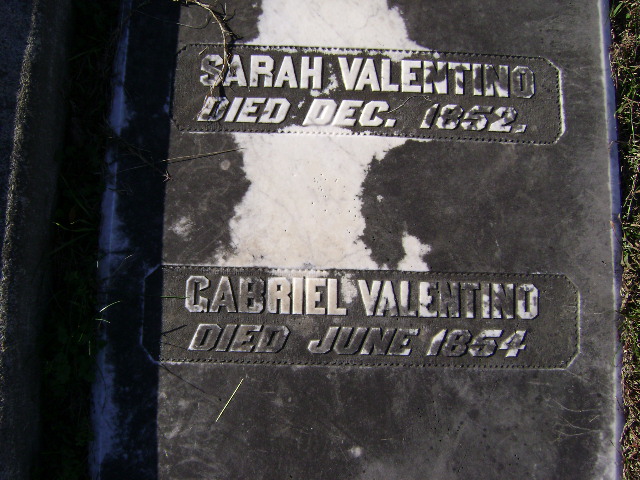 SARAH VALENTINO
DIED DEC. 1852.
GABRIEL VALENTINO
DIED JUNE 1854